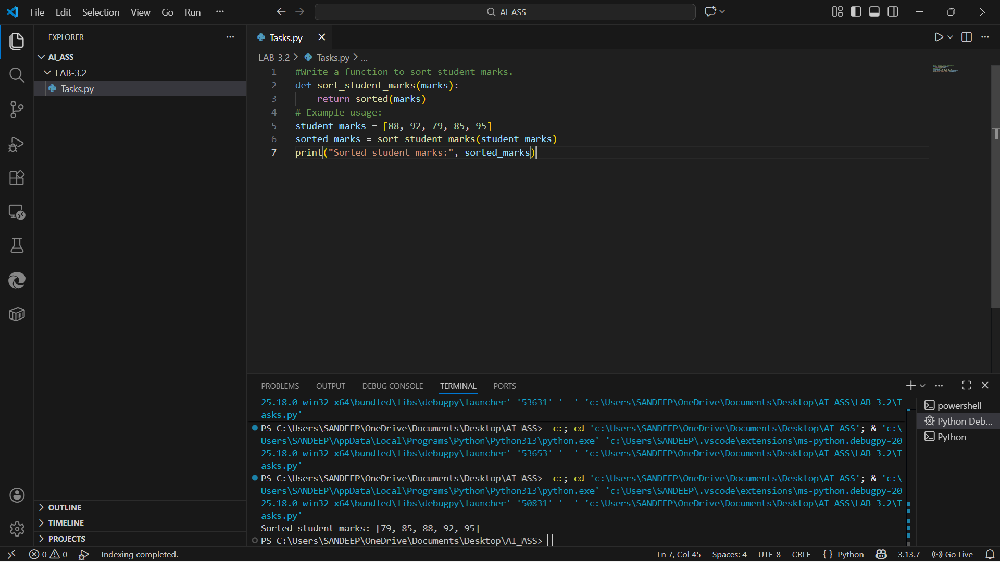 File Edit Selection View Go Run ··· AI_ASS
EXPLORER ···
AI_ASS
LAB-3.2
Tasks.py
OUTLINE
TIMELINE
PROJECTS
Tasks.py
LAB-3.2 > Tasks.py > ...
1 #Write a function to sort student marks.
2 def sort_student_marks(marks):
3     return sorted(marks)
4 # Example usage:
5 student_marks = [88, 92, 79, 85, 95]
6 sorted_marks = sort_student_marks(student_marks)
7 print("Sorted student marks:", sorted_marks)
PROBLEMS OUTPUT DEBUG CONSOLE TERMINAL PORTS
25.18.0-win32-x64\bundled\libs\debugpy\launcher' '53631' '--' 'c:\Users\SANDEEP\OneDrive\Documents\Desktop\AI_ASS\LAB-3.2\T
asks.py'
PS C:\Users\SANDEEP\OneDrive\Documents\Desktop\AI_ASS>  c:; cd 'c:\Users\SANDEEP\OneDrive\Documents\Desktop\AI_ASS'; & 'c:\
Users\SANDEEP\AppData\Local\Programs\Python\Python313\python.exe' 'c:\Users\SANDEEP\.vscode\extensions\ms-python.debugpy-20
25.18.0-win32-x64\bundled\libs\debugpy\launcher' '53653' '--' 'c:\Users\SANDEEP\OneDrive\Documents\Desktop\AI_ASS\LAB-3.2\T
asks.py'
PS C:\Users\SANDEEP\OneDrive\Documents\Desktop\AI_ASS>  c:; cd 'c:\Users\SANDEEP\OneDrive\Documents\Desktop\AI_ASS'; & 'c:\
Users\SANDEEP\AppData\Local\Programs\Python\Python313\python.exe' 'c:\Users\SANDEEP\.vscode\extensions\ms-python.debugpy-20
25.18.0-win32-x64\bundled\libs\debugpy\launcher' '50831' '--' 'c:\Users\SANDEEP\OneDrive\Documents\Desktop\AI_ASS\LAB-3.2\T
asks.py'
Sorted student marks: [79, 85, 88, 92, 95]
PS C:\Users\SANDEEP\OneDrive\Documents\Desktop\AI_ASS>
powershell
Python Deb...
Python
0 0 Indexing completed. Ln 7, Col 45 Spaces: 4 UTF-8 CRLF { } Python 3.13.7 Go Live